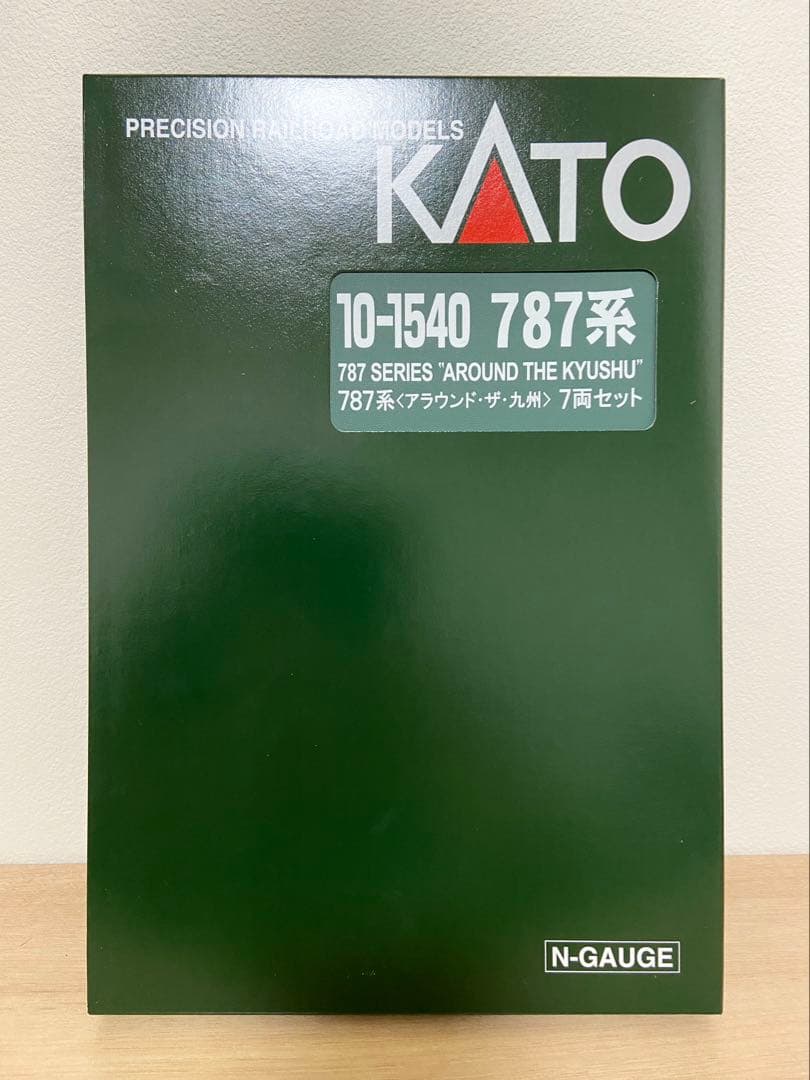 PRECISION RAILROAD MODELS
KATO
10-1540 787系
787 SERIES "AROUND THE KYUSHU"
787系〈アラウンド・ザ・九州〉 7両セット
N-GAUGE